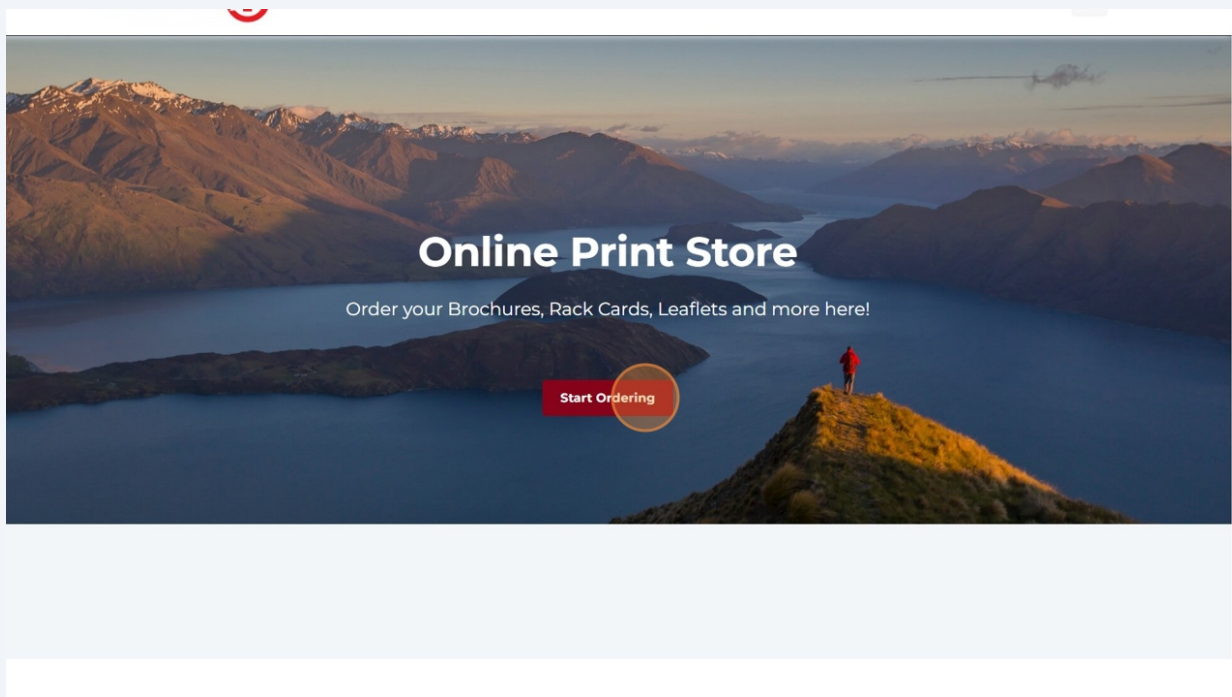 Online Print Store
Order your Brochures, Rack Cards, Leaflets and more here!
Start Ordering